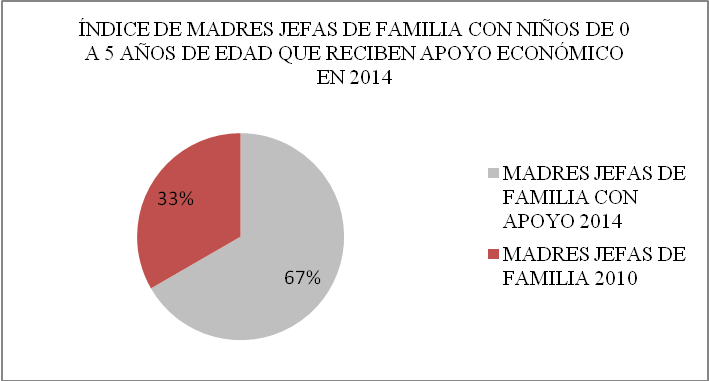 ÍNDICE DE MADRES JEFAS DE FAMILIA CON NIÑOS DE 0
A 5 AÑOS DE EDAD QUE RECIBEN APOYO ECONÓMICO
EN 2014
33%
67%
MADRES JEFAS DE
FAMILIA CON
APOYO 2014
MADRES JEFAS DE
FAMILIA 2010